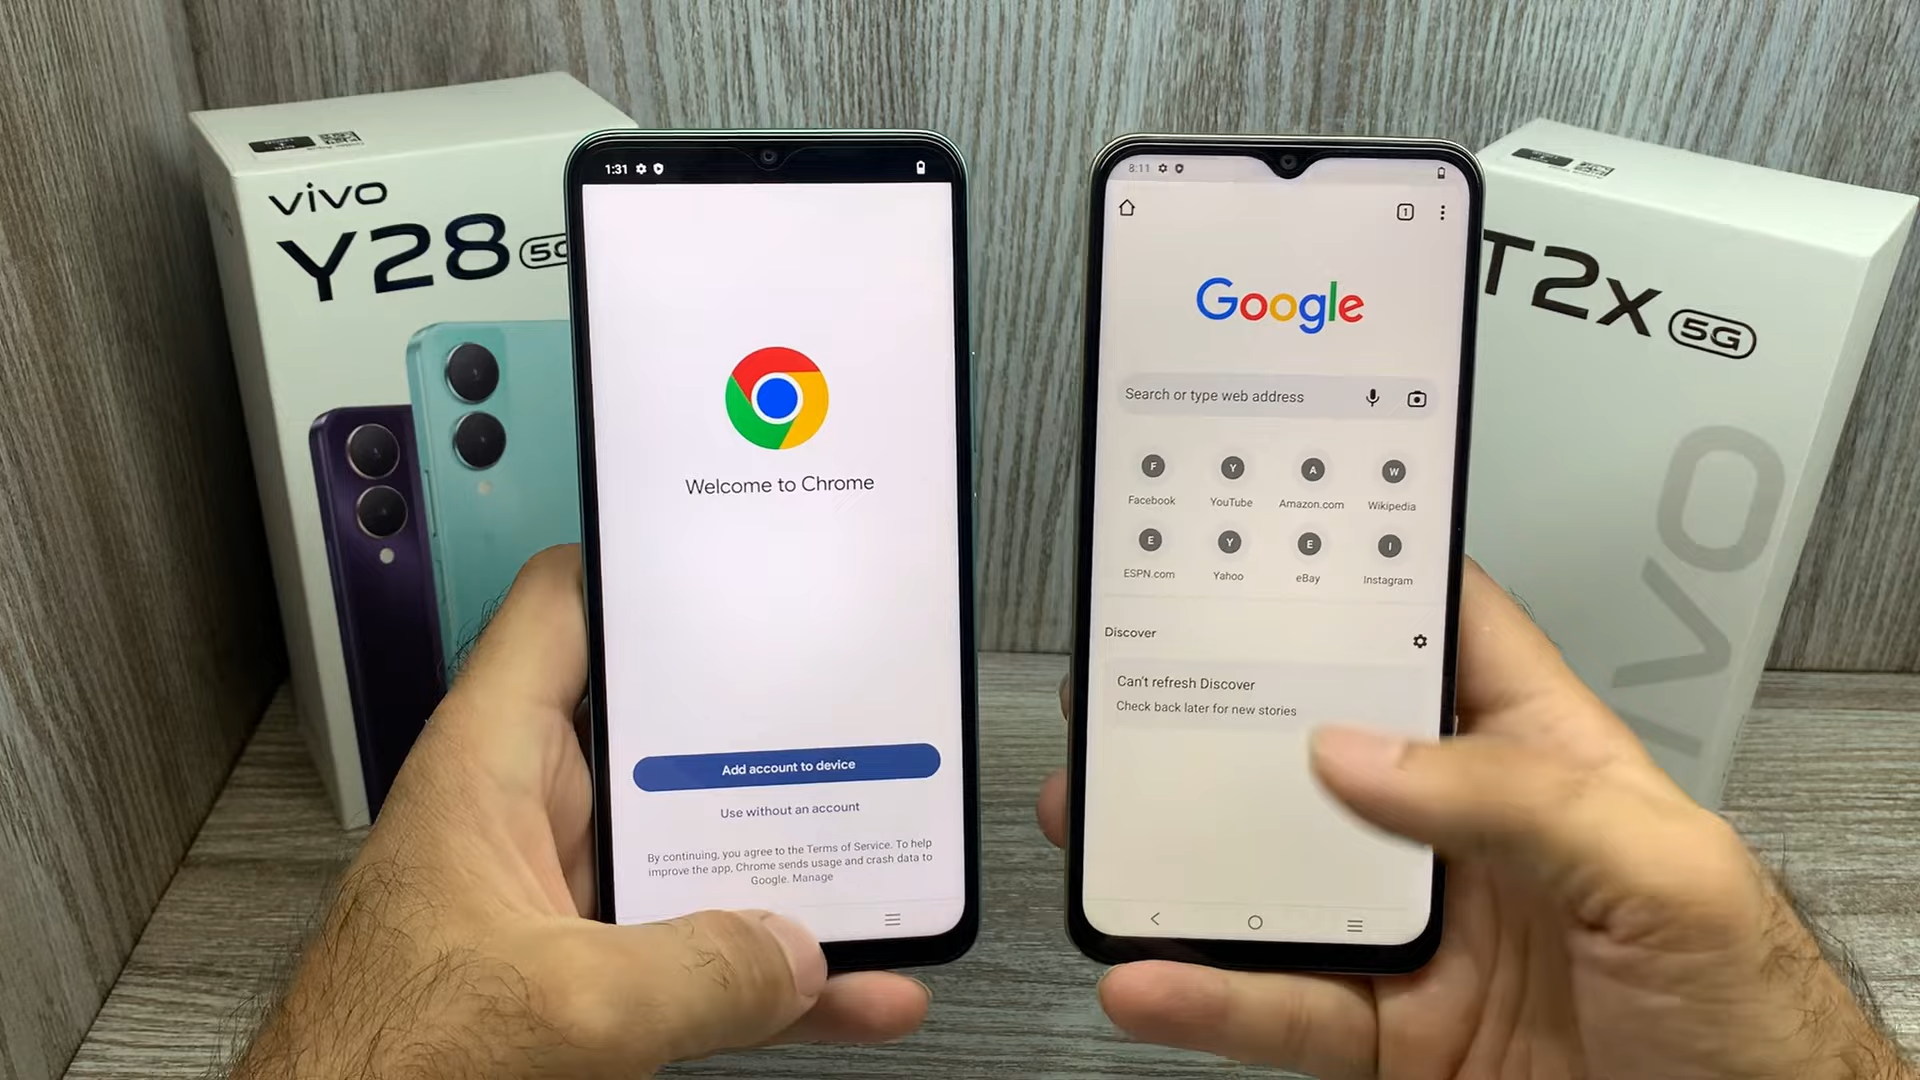 vivo
Y28 5G
1:31
Welcome to Chrome
Add account to device
Use without an account
By continuing, you agree to the Terms of Service. To help
improve the app, Chrome sends usage and crash data to
Google. Manage
8:11
1
Google
Search or type web address
F Y A W
Facebook YouTube Amazon.com Wikipedia
E Y E I
ESPN.com Yahoo eBay Instagram
Discover
Can't refresh Discover
Check back later for new stories
T2x 5G
vivo